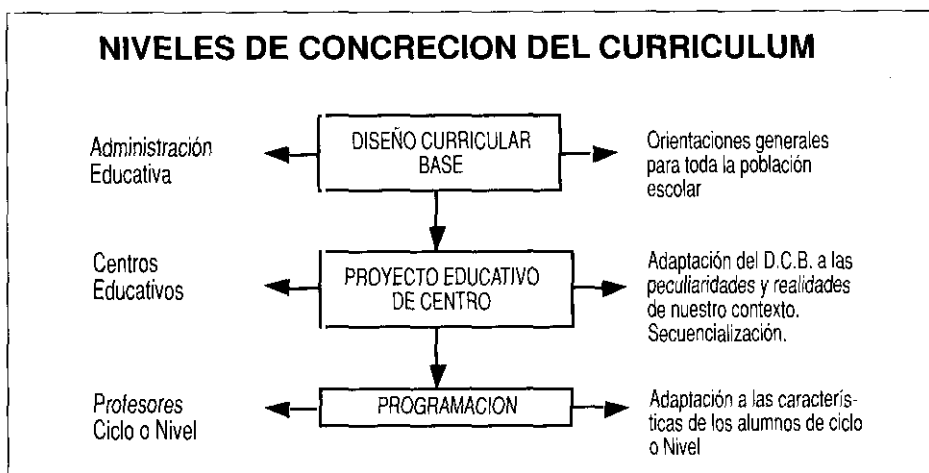 NIVELES DE CONCRECION DEL CURRICULUM
Administración
Educativa
DISEÑO CURRICULAR
BASE
Orientaciones generales
para toda la población
escolar
Centros
Educativos
PROYECTO EDUCATIVO
DE CENTRO
Adaptación del D.C.B. a las
peculiaridades y realidades
de nuestro contexto.
Secuencialización.
Profesores
Ciclo o Nivel
PROGRAMACION
Adaptación a las caracterís-
ticas de los alumnos de ciclo
o Nivel